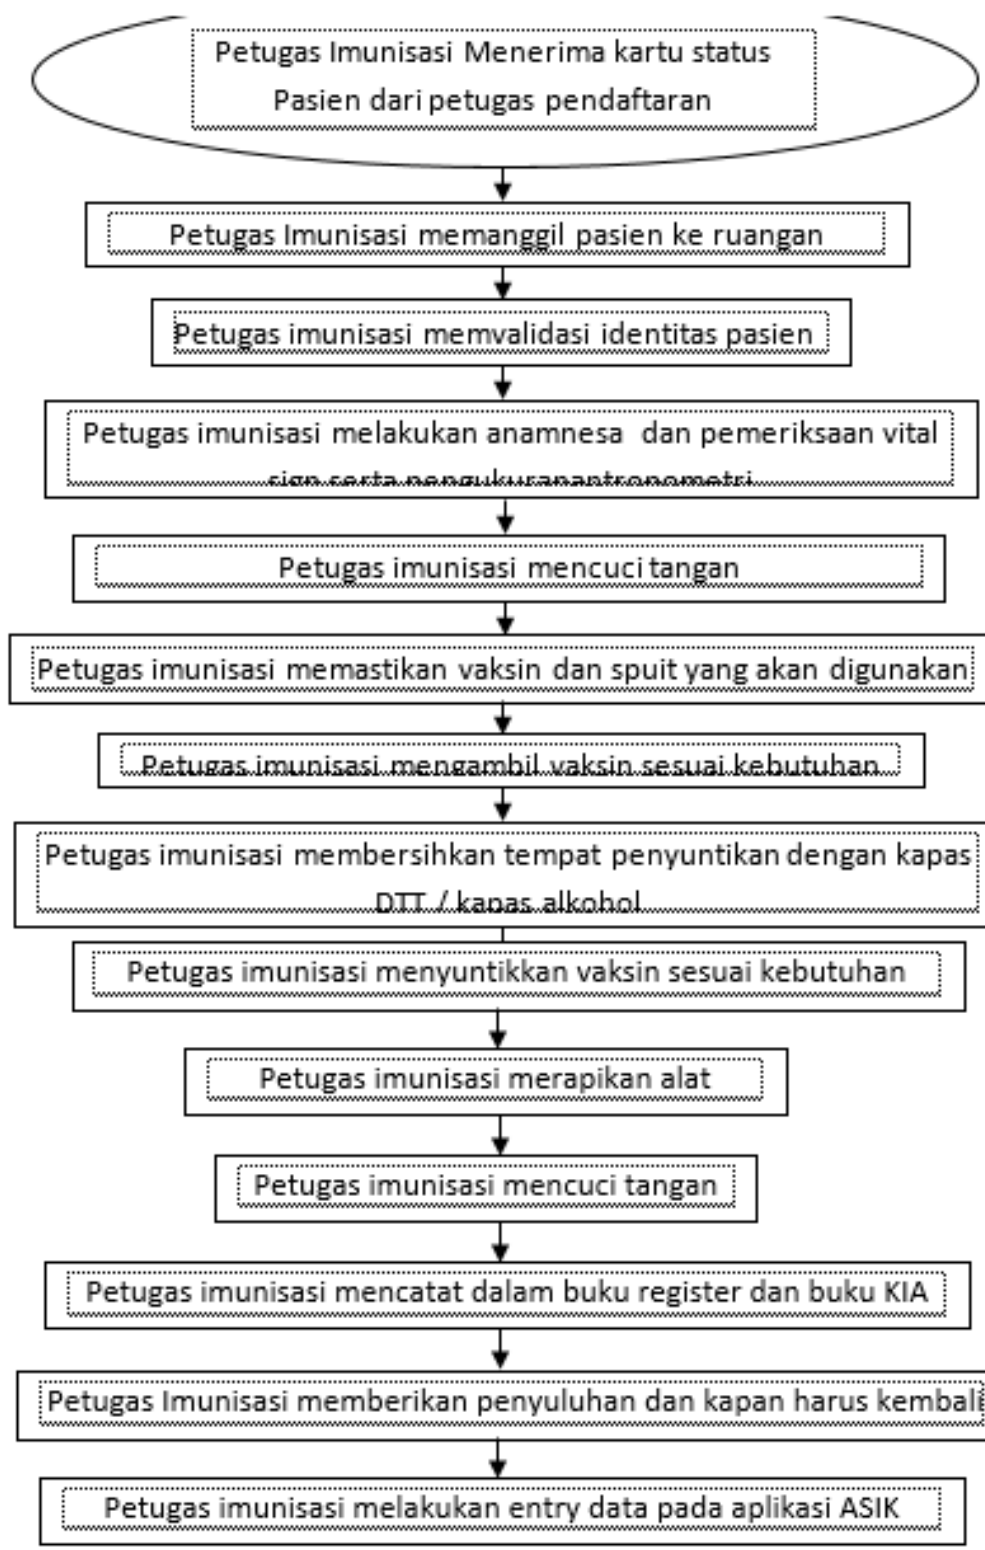 Petugas Imunisasi Menerima kartu status
Pasien dari petugas pendaftaran
Petugas Imunisasi memanggil pasien ke ruangan
Petugas imunisasi memvalidasi identitas pasien
Petugas imunisasi melakukan anamnesa dan pemeriksaan vital
sign serta pengukuranantropometri
Petugas imunisasi mencuci tangan
Petugas imunisasi memastikan vaksin dan spuit yang akan digunakan
Petugas imunisasi mengambil vaksin sesuai kebutuhan
Petugas imunisasi membersihkan tempat penyuntikan dengan kapas
DTT / kapas alkohol
Petugas imunisasi menyuntikkan vaksin sesuai kebutuhan
Petugas imunisasi merapikan alat
Petugas imunisasi mencuci tangan
Petugas imunisasi mencatat dalam buku register dan buku KIA
Petugas Imunisasi memberikan penyuluhan dan kapan harus kembali
Petugas imunisasi melakukan entry data pada aplikasi ASIK